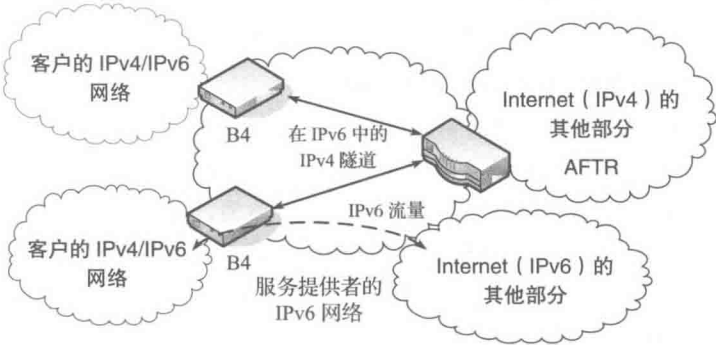 客户的 IPv4/IPv6
网络
B4
在 IPv6 中的
IPv4 隧道
Internet（IPv4）的
其他部分
AFTR
客户的 IPv4/IPv6
网络
B4
IPv6 流量
服务提供者的
IPv6 网络
Internet（IPv6）的
其他部分